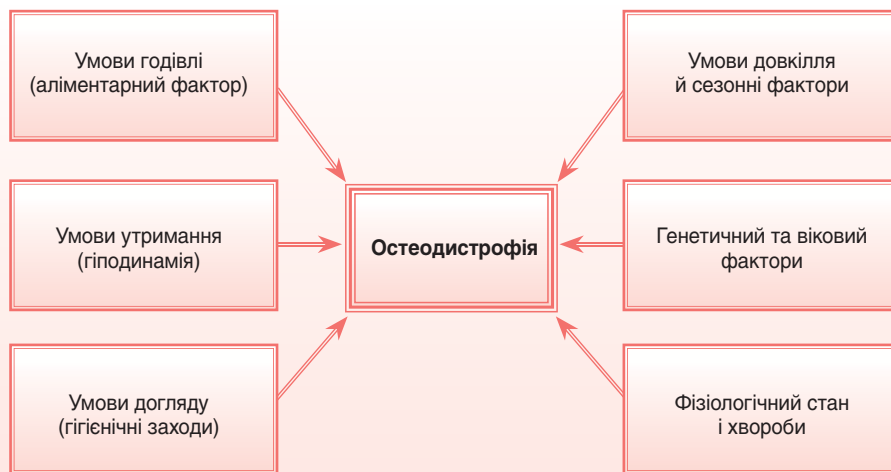 Умови годівлі
(аліментарний фактор)
Умови довкілля
й сезонні фактори
Умови утримання
(гіподинамія)
Остеодистрофія
Генетичний та віковий
фактори
Умови догляду
(гігієнічні заходи)
Фізіологічний стан
і хвороби